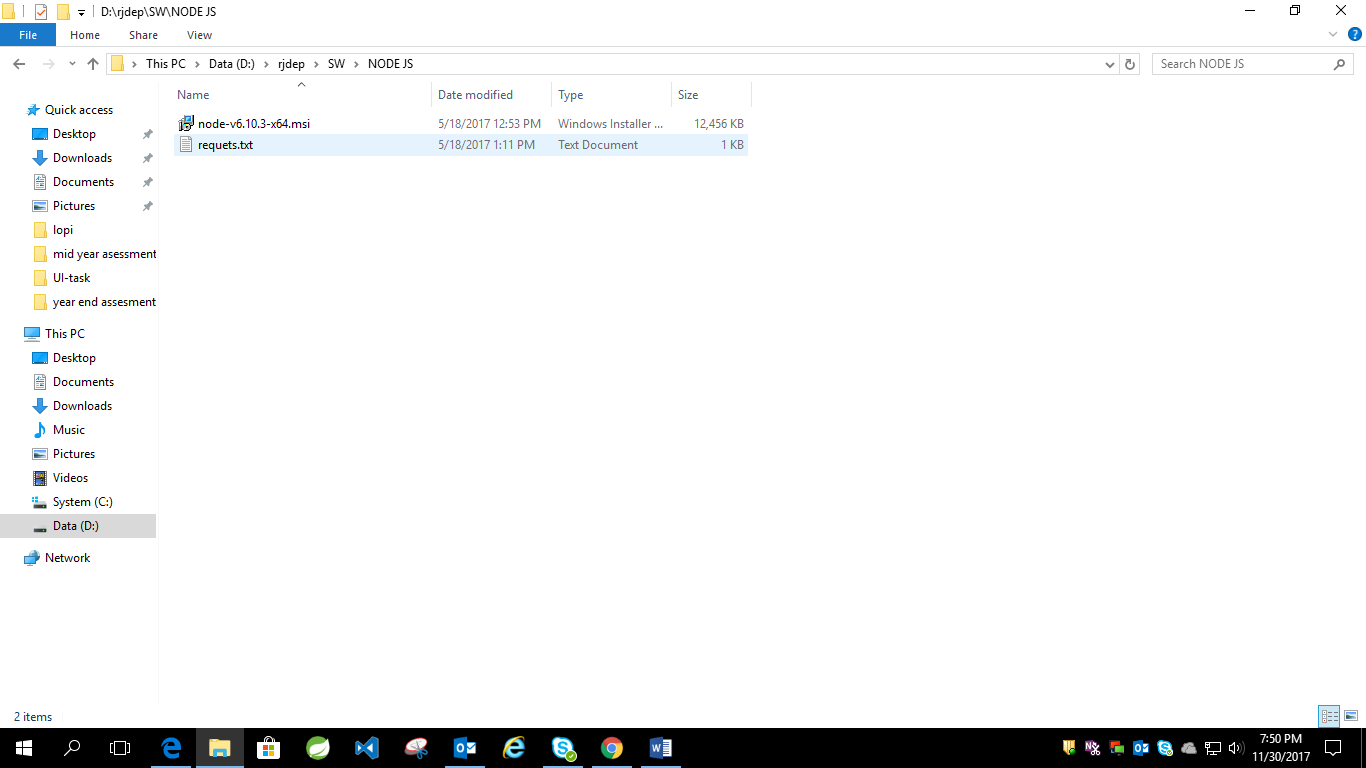 D:\rjdep\SW\NODE JS
File Home Share View
This PC Data (D:) rjdep SW NODE JS
Search NODE JS
Name Date modified Type Size
node-v6.10.3-x64.msi 5/18/2017 12:53 PM Windows Installer ... 12,456 KB
requets.txt 5/18/2017 1:11 PM Text Document 1 KB
Quick access
Desktop
Downloads
Documents
Pictures
lopi
mid year asessment
UI-task
year end assesment
This PC
Desktop
Documents
Downloads
Music
Pictures
Videos
System (C:)
Data (D:)
Network
2 items
7:50 PM
11/30/2017